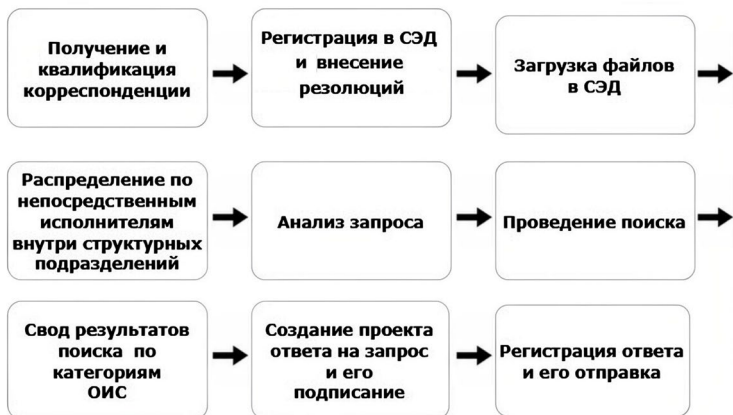 Получение и
квалификация
корреспонденции
Регистрация в СЭД
и внесение
резолюций
Загрузка файлов
в СЭД
Распределение по
непосредственным
исполнителям
внутри структурных
подразделений
Анализ запроса
Проведение поиска
Свод результатов
поиска по
категориям
ОИС
Создание проекта
ответа на запрос
и его
подписание
Регистрация ответа
и его отправка